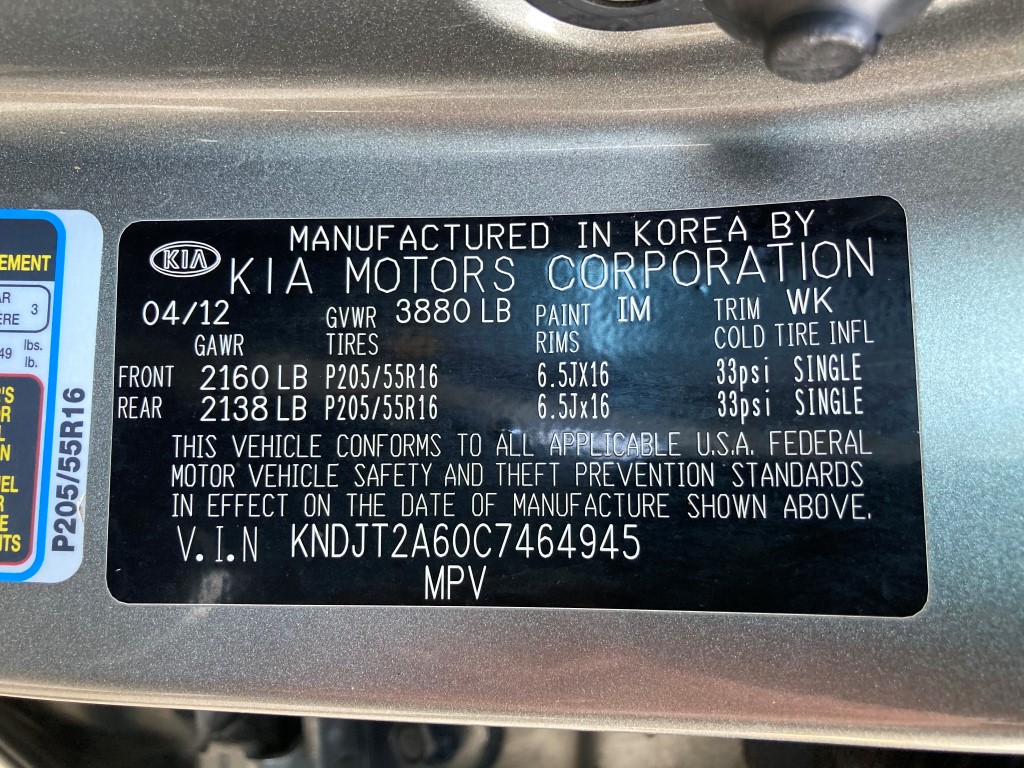 MANUFACTURED IN KOREA BY
KIA KIA MOTORS CORPORATION
04/12 GVWR 3880 LB PAINT IM TRIM WK
GAWR TIRES RIMS COLD TIRE INFL
FRONT 2160 LB P205/55R16 6.5JX16 33psi SINGLE
REAR 2138 LB P205/55R16 6.5Jx16 33psi SINGLE
THIS VEHICLE CONFORMS TO ALL APPLICABLE U.S.A. FEDERAL
MOTOR VEHICLE SAFETY AND THEFT PREVENTION STANDARDS
IN EFFECT ON THE DATE OF MANUFACTURE SHOWN ABOVE.
V.I.N KNDJT2A60C7464945
MPV
3
lbs.
lb.
P205/55R16